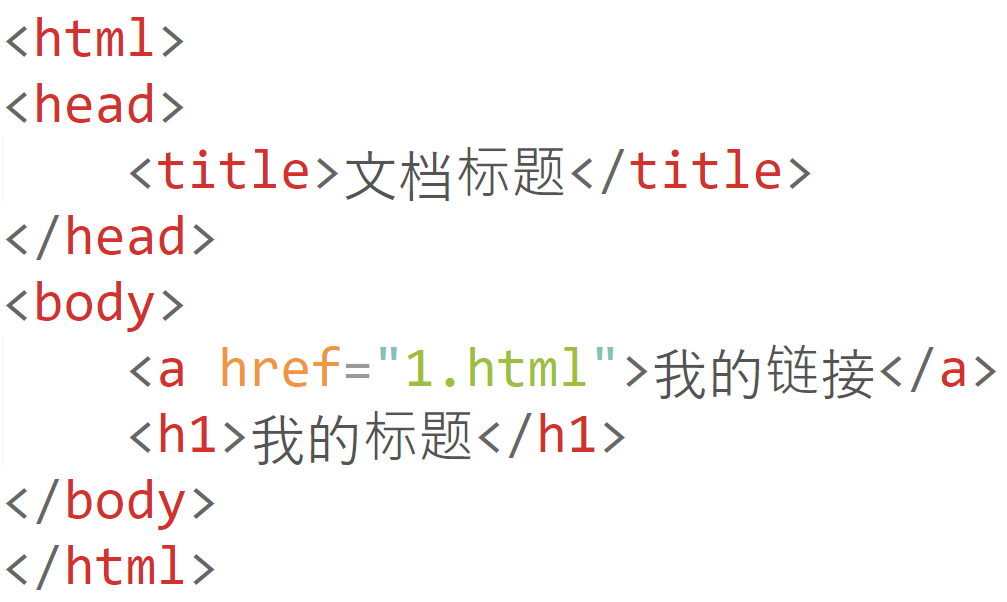 <html>
<head>
    <title>文档标题</title>
</head>
<body>
    <a href="1.html">我的链接</a>
    <h1>我的标题</h1>
</body>
</html>